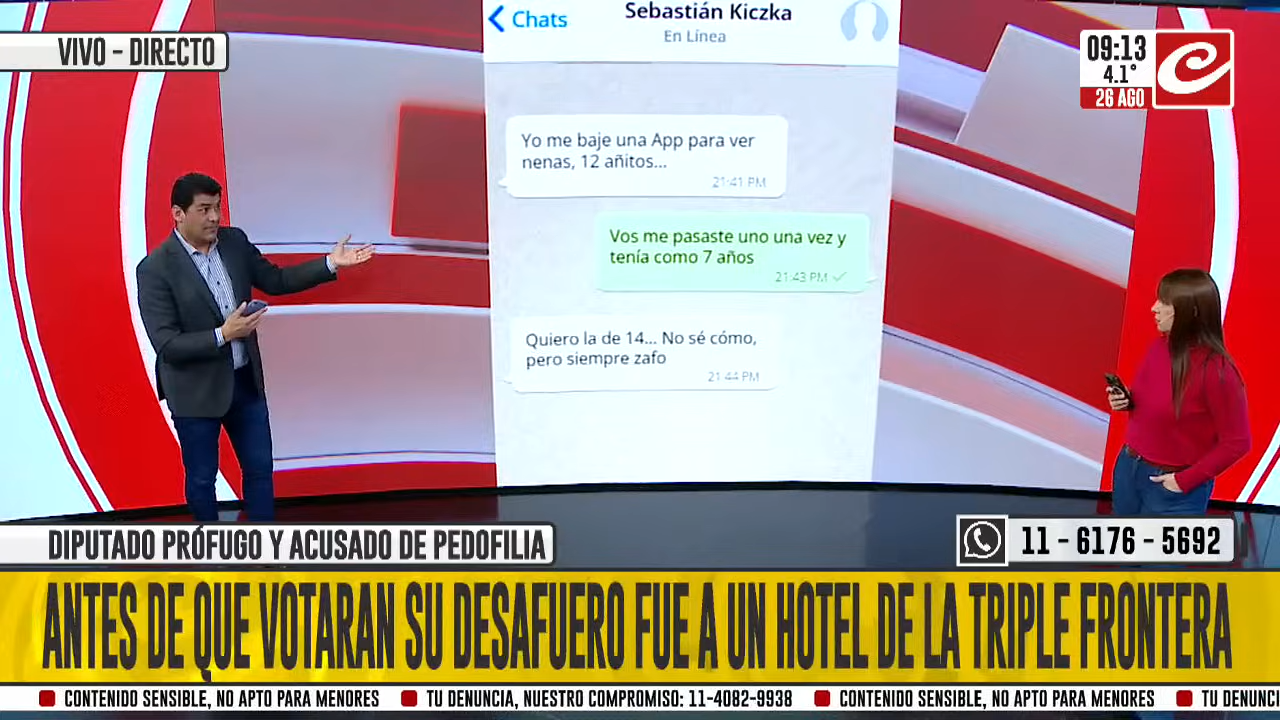 VIVO - DIRECTO
Chats
Sebastián Kiczka
En Línea
09:13
4.1°
26 AGO
Yo me baje una App para ver
nenas, 12 añitos...
21:41 PM
Vos me pasaste uno una vez y
tenía como 7 años
21:43 PM
Quiero la de 14... No sé cómo,
pero siempre zafo
21:44 PM
DIPUTADO PRÓFUGO Y ACUSADO DE PEDOFILIA
11 - 6176 - 5692
ANTES DE QUE VOTARAN SU DESAFUERO FUE A UN HOTEL DE LA TRIPLE FRONTERA
CONTENIDO SENSIBLE, NO APTO PARA MENORES TU DENUNCIA, NUESTRO COMPROMISO: 11-4082-9938 CONTENIDO SENSIBLE, NO APTO PARA MENORES TU DENUNC